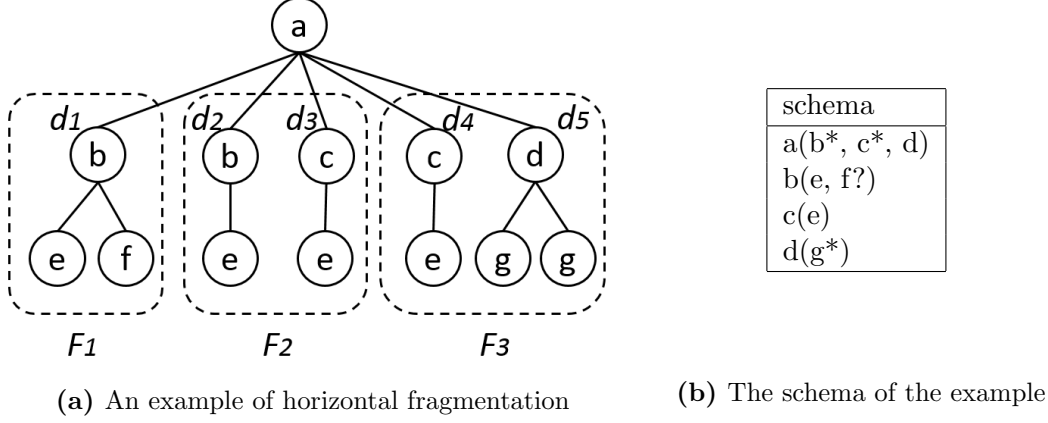 a
d1 d2 d3 d4 d5
b b c c d
e f e e e g g
F1 F2 F3
(a) An example of horizontal fragmentation
schema
a(b*, c*, d)
b(e, f?)
c(e)
d(g*)
(b) The schema of the example